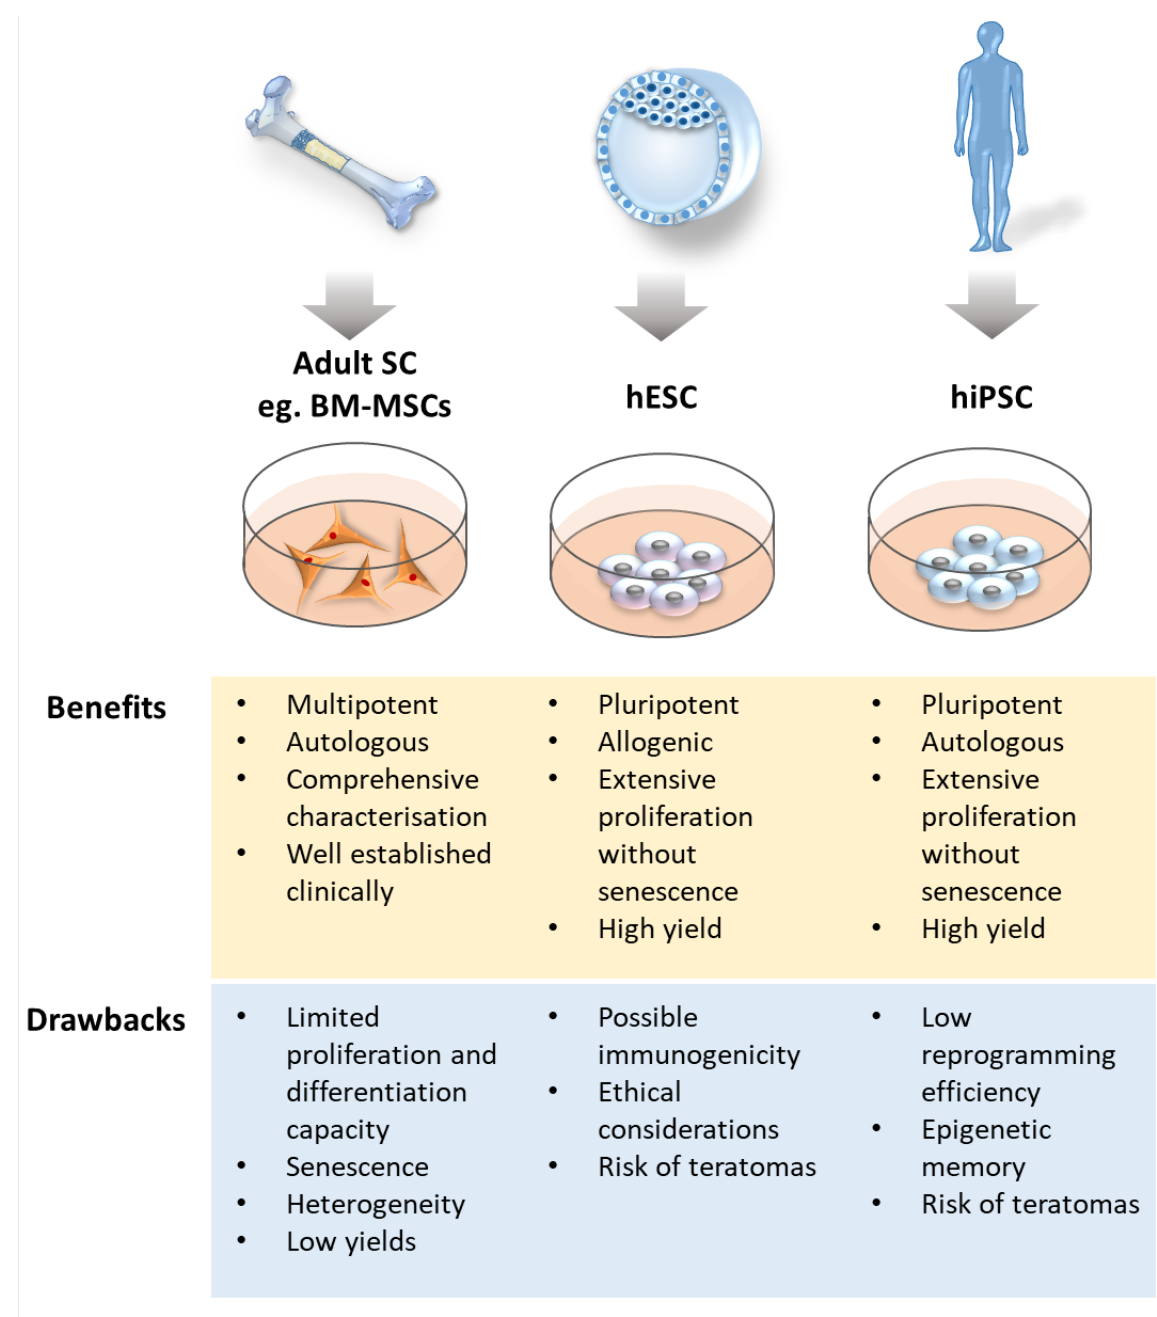 Adult SC
eg. BM-MSCs
hESC
hiPSC
Benefits
• Multipotent
• Autologous
• Comprehensive
characterisation
• Well established
clinically
• Pluripotent
• Allogenic
• Extensive
proliferation
without
senescence
• High yield
• Pluripotent
• Autologous
• Extensive
proliferation
without
senescence
• High yield
Drawbacks
• Limited
proliferation and
differentiation
capacity
• Senescence
• Heterogeneity
• Low yields
• Possible
immunogenicity
• Ethical
considerations
• Risk of teratomas
• Low
reprogramming
efficiency
• Epigenetic
memory
• Risk of teratomas